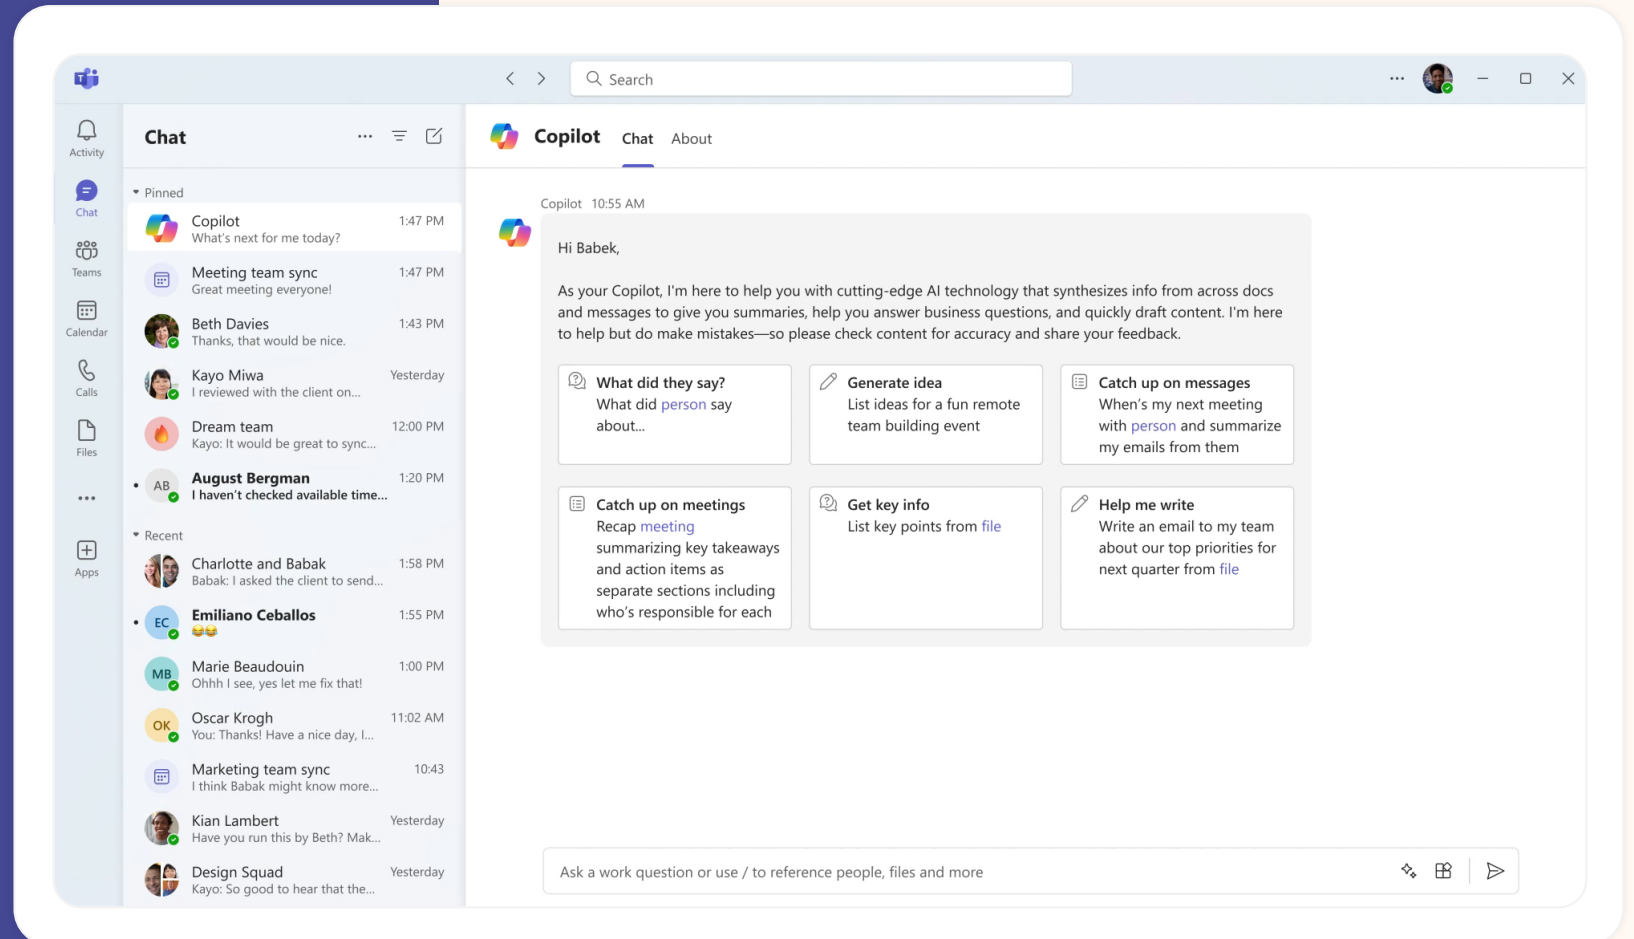 Search
Activity
Chat
Teams
Calendar
Calls
Files
Apps
Chat
Pinned
Copilot 1:47 PM
What's next for me today?
Meeting team sync 1:47 PM
Great meeting everyone!
Beth Davies 1:43 PM
Thanks, that would be nice.
Kayo Miwa Yesterday
I reviewed with the client on...
Dream team 12:00 PM
Kayo: It would be great to sync...
AB
August Bergman 1:20 PM
I haven't checked available time...
Recent
Charlotte and Babak 1:58 PM
Babak: I asked the client to send...
EC
Emiliano Ceballos 1:55 PM
😂😂
MB
Marie Beaudouin 1:00 PM
Ohhh I see, yes let me fix that!
OK
Oscar Krogh 11:02 AM
You: Thanks! Have a nice day, I...
Marketing team sync 10:43
I think Babak might know more...
Kian Lambert Yesterday
Have you run this by Beth? Mak...
Design Squad Yesterday
Kayo: So good to hear that the...
Copilot Chat About
Copilot 10:55 AM
Hi Babek,
As your Copilot, I'm here to help you with cutting-edge AI technology that synthesizes info from across docs
and messages to give you summaries, help you answer business questions, and quickly draft content. I'm here
to help but do make mistakes—so please check content for accuracy and share your feedback.
What did they say?
What did person say
about...
Generate idea
List ideas for a fun remote
team building event
Catch up on messages
When's my next meeting
with person and summarize
my emails from them
Catch up on meetings
Recap meeting
summarizing key takeaways
and action items as
separate sections including
who's responsible for each
Get key info
List key points from file
Help me write
Write an email to my team
about our top priorities for
next quarter from file
Ask a work question or use / to reference people, files and more